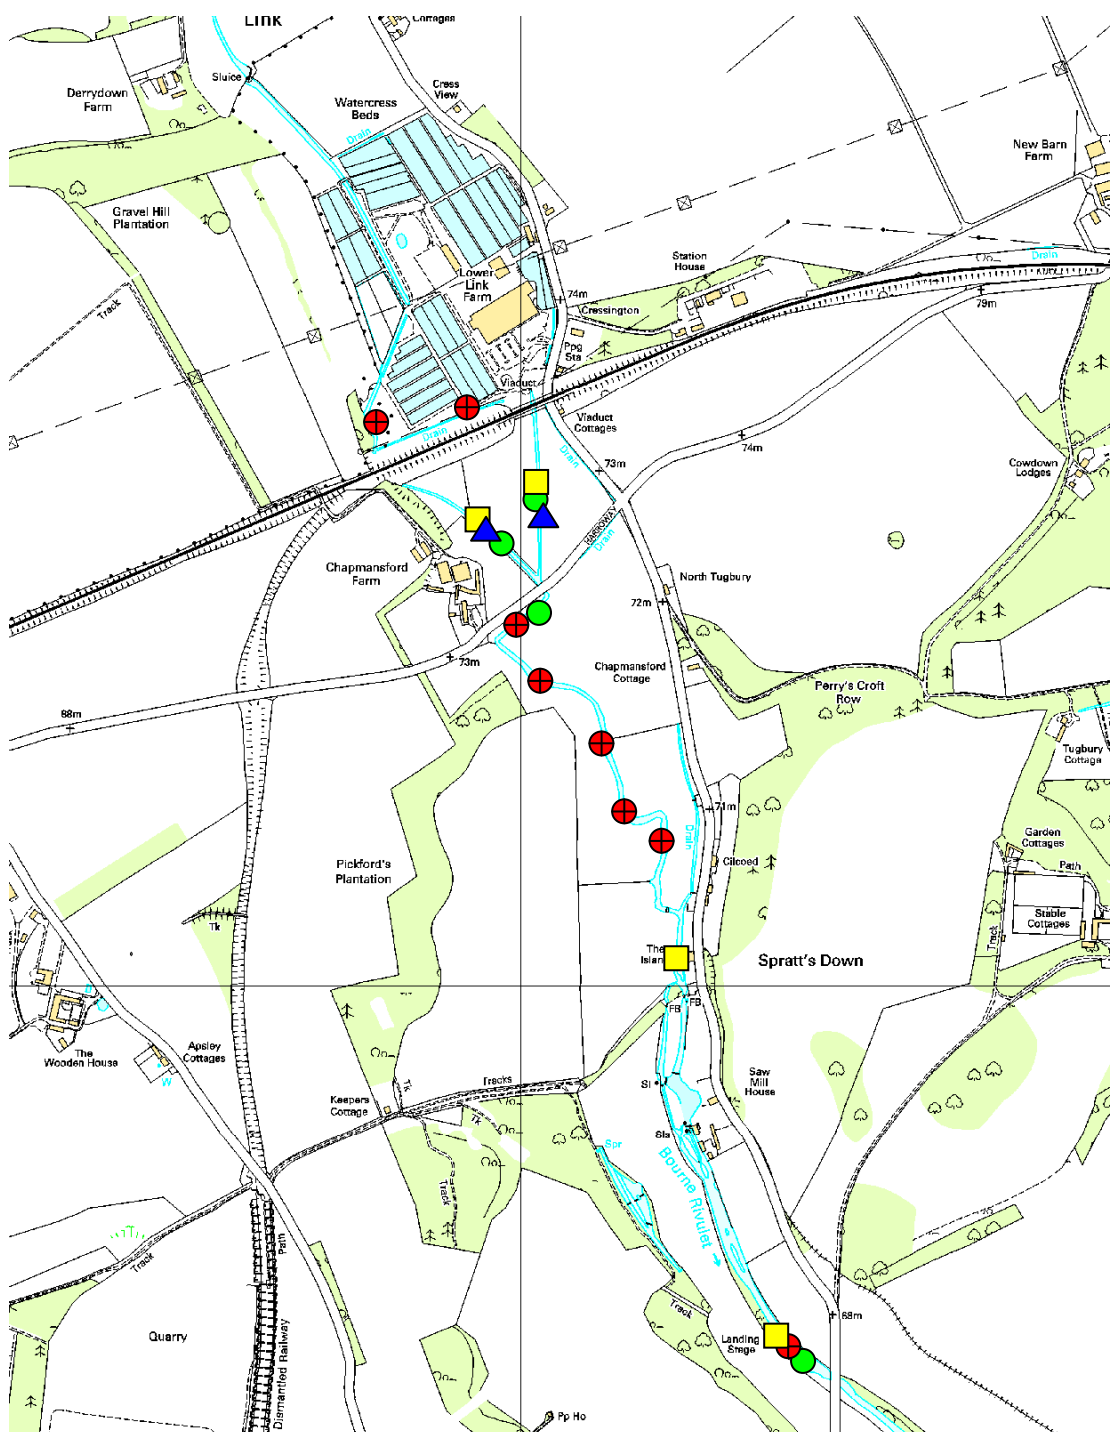 Link
Cottages
Sluice
Derrydown
Farm
Cress
View
Watercress
Beds
Drain
New Barn
Farm
Gravel Hill
Plantation
Station
House
Drain
Lower
Link
Farm
Track
74m
79m
Cressington
Ppg
Sta
Viaduct
Viaduct
Cottages
Drain
Drain
74m
73m
Cowdown
Lodges
HARROWAY
Drain
Chapmansford
Farm
North Tugbury
72m
73m
Chapmansford
Cottage
Perry's Croft
Row
68m
Tugbury
Cottage
71m
Drain
Garden
Cottages
Cilcoed
Path
Pickford's
Plantation
Stable
Cottages
Tk
Track
The
Islan
Spratt's Down
FB
FB
The
Wooden House
Apsley
Cottages
W
Saw
Mill
House
Sl
Tracks
Keepers
Cottage
Tk
Tk
Sls
Spr
Bourne Rivulet
Track
Path
Track
Track
68m
Landing
Stage
Quarry
Dismantled Railway
Pp Ho